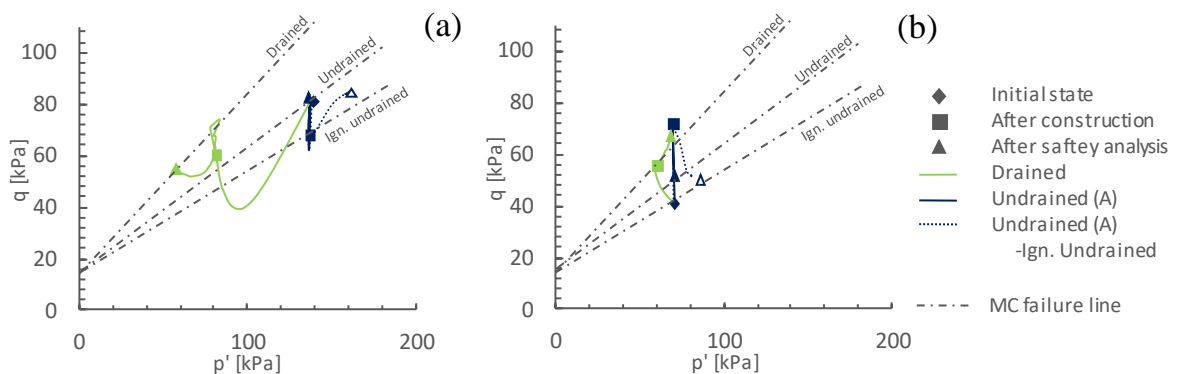 (a)
q [kPa]
100
80
60
40
20
0
0
100
200
p' [kPa]
Drained
Undrained
Ign. undrained
(b)
q [kPa]
100
80
60
40
20
0
0
100
200
p' [kPa]
Drained
Undrained
Ign. undrained
Initial state
After construction
After saftey analysis
Drained
Undrained (A)
Undrained (A)
-Ign. Undrained
MC failure line